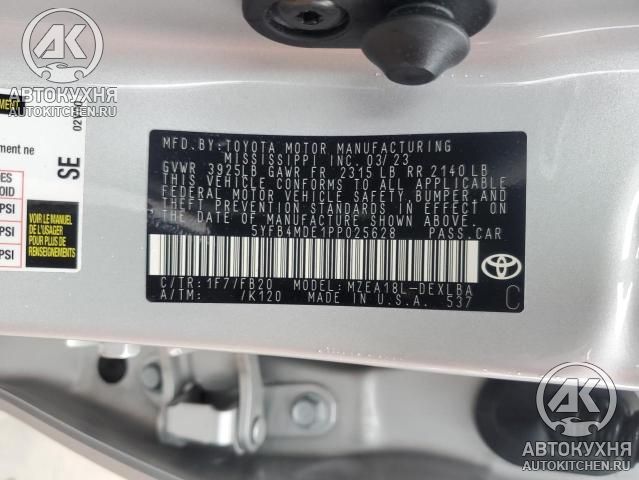 АК
АВТОКУХНЯ
AUTOKITCHEN.RU
MFD. BY: TOYOTA MOTOR MANUFACTURING
MISSISSIPPI INC. 03/23
GVWR 3925LB GAWR FR 2315 LB RR 2140 LB
THIS VEHICLE CONFORMS TO ALL APPLICABLE
FEDERAL MOTOR VEHICLE SAFETY, BUMPER, AND
THEFT PREVENTION STANDARDS IN EFFECT ON
THE DATE OF MANUFACTURE SHOWN ABOVE.
5YFB4MDE1PP025628 PASS. CAR
C/TR: 1F7/FB20 MODEL: MZEA18L-DEXLBA
A/TM: /K120 MADE IN U.S.A. 537
C
ement ne
SE
PSI
PSI
VOIR LE MANUEL
DE L'USAGER
POUR PLUS DE
RENSEIGNEMENTS
АК
АВТОКУХНЯ
AUTOKITCHEN.RU